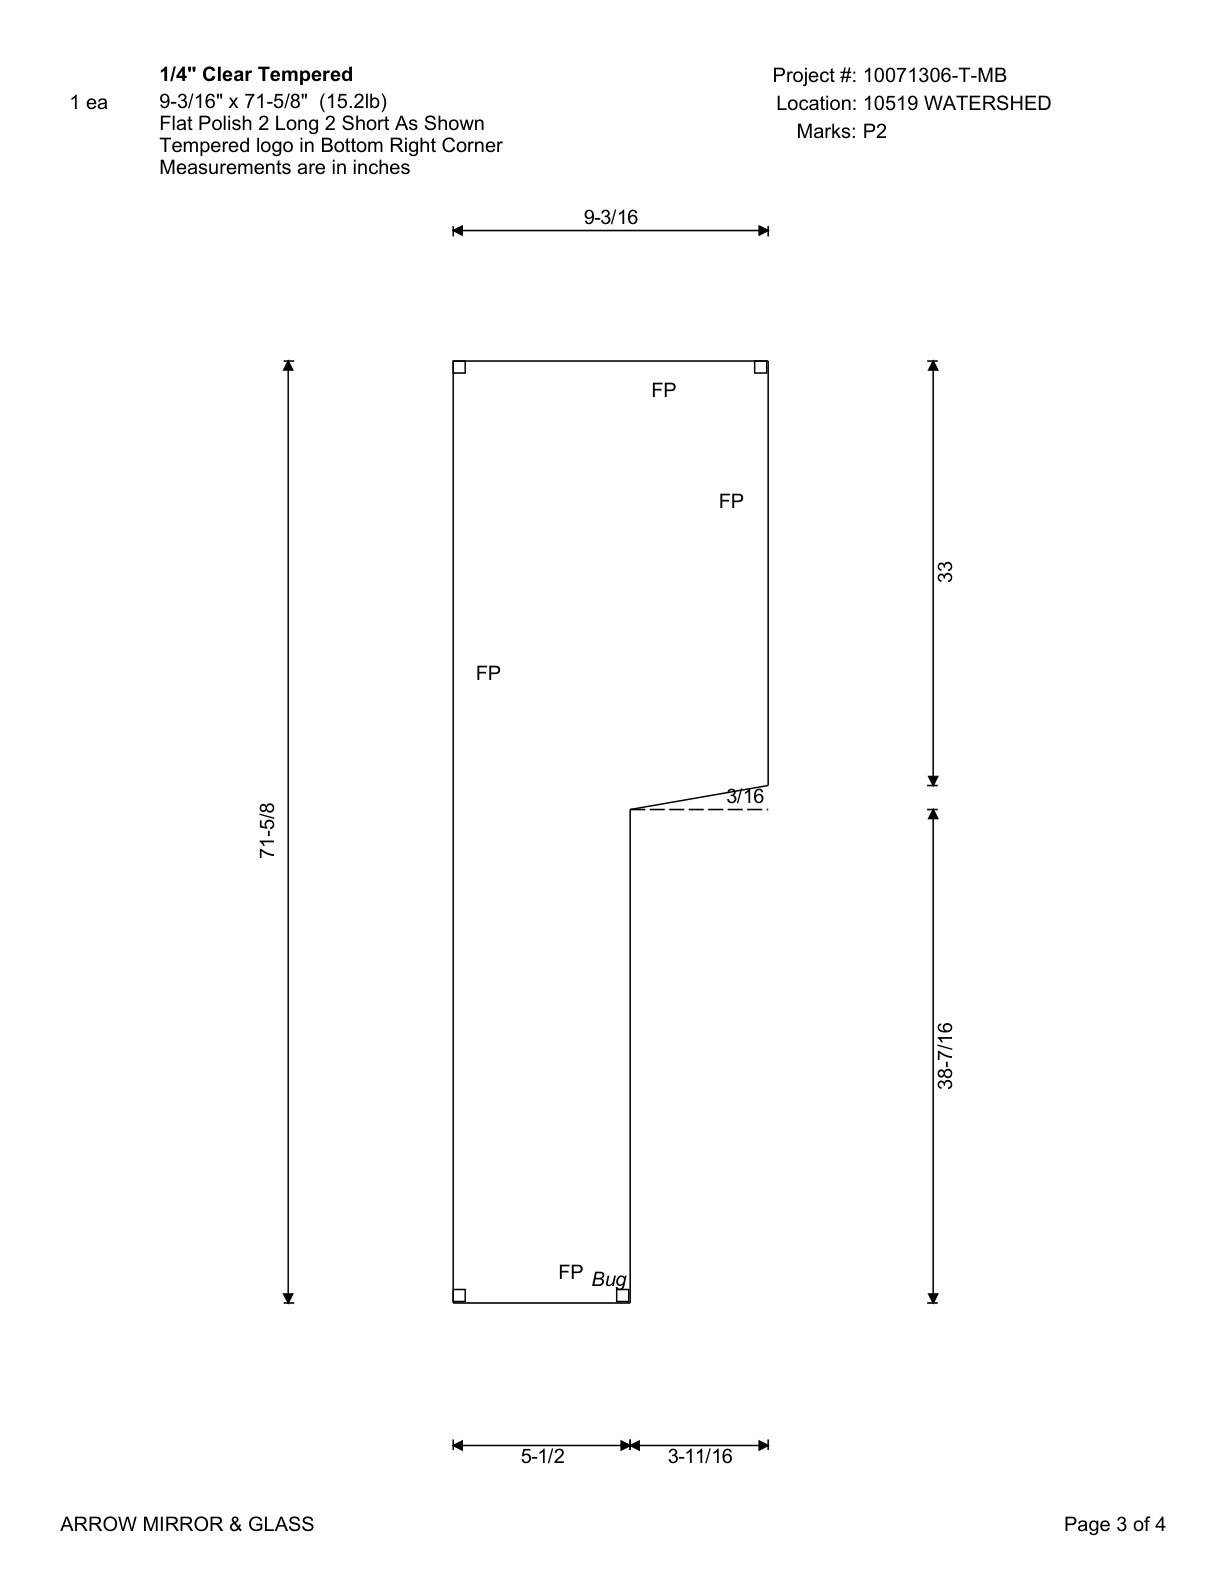 1/4" Clear Tempered
Project #: 10071306-T-MB
1 ea
9-3/16" x 71-5/8" (15.2lb)
Location: 10519 WATERSHED
Flat Polish 2 Long 2 Short As Shown
Marks: P2
Tempered logo in Bottom Right Corner
Measurements are in inches
9-3/16
FP
FP
33
FP
3/16
71-5/8
38-7/16
FP
Bug
5-1/2
3-11/16
ARROW MIRROR & GLASS
Page 3 of 4